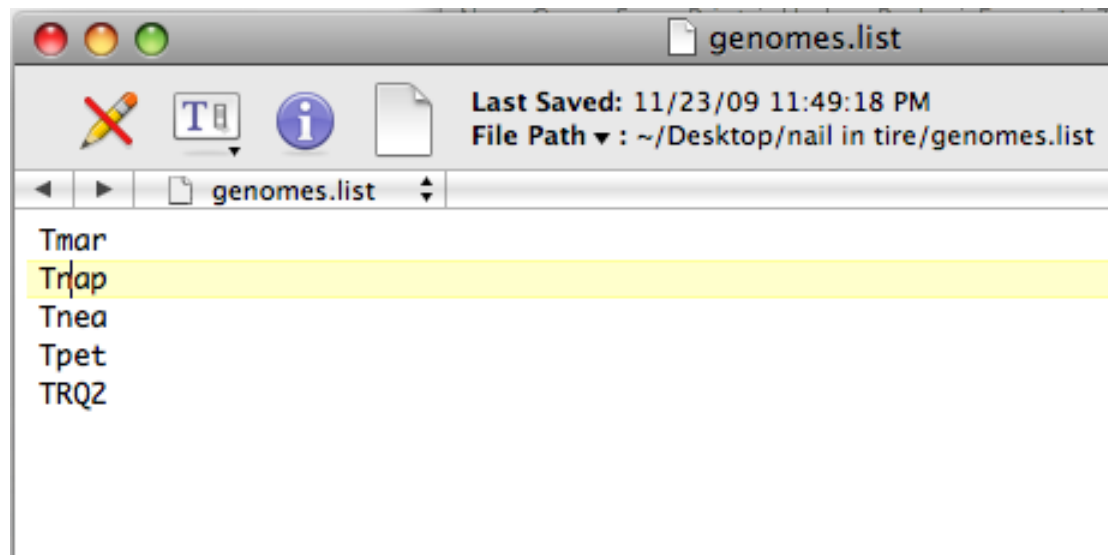 genomes.list
Last Saved: 11/23/09 11:49:18 PM
File Path ▾ : ~/Desktop/nail in tire/genomes.list
genomes.list
Tmar
Tnap
Tnea
Tpet
TRQ2